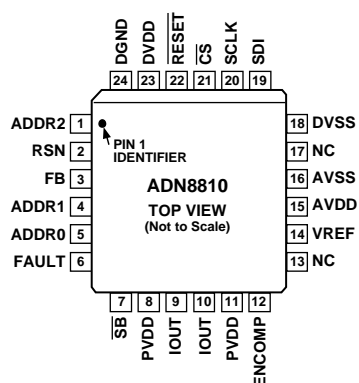 DGND
DVDD
RESET
CS
SCLK
SDI
24
23
22
21
20
19
ADDR2 1
RSN 2
FB 3
ADDR1 4
ADDR0 5
FAULT 6
PIN 1
IDENTIFIER
ADN8810
TOP VIEW
(Not to Scale)
18 DVSS
17 NC
16 AVSS
15 AVDD
14 VREF
13 NC
7
8
9
10
11
12
SB
PVDD
IOUT
IOUT
PVDD
ENCOMP